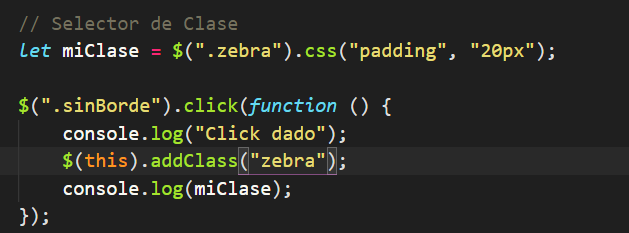 // Selector de Clase
let miClase = $(".zebra").css("padding", "20px");
$(".sinBorde").click(function () {
console.log("Click dado");
$(this).addClass("zebra");
console.log(miClase);
});